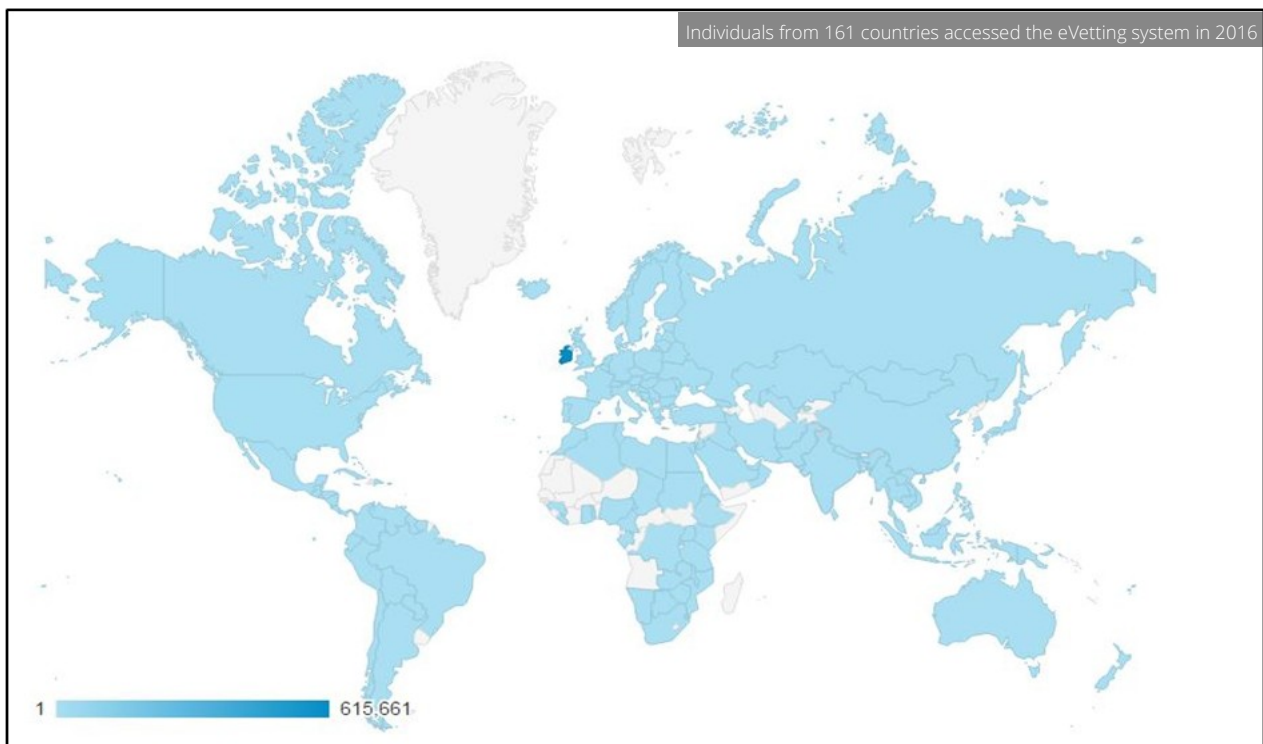 Individuals from 161 countries accessed the eVetting system in 2016
1 615,661